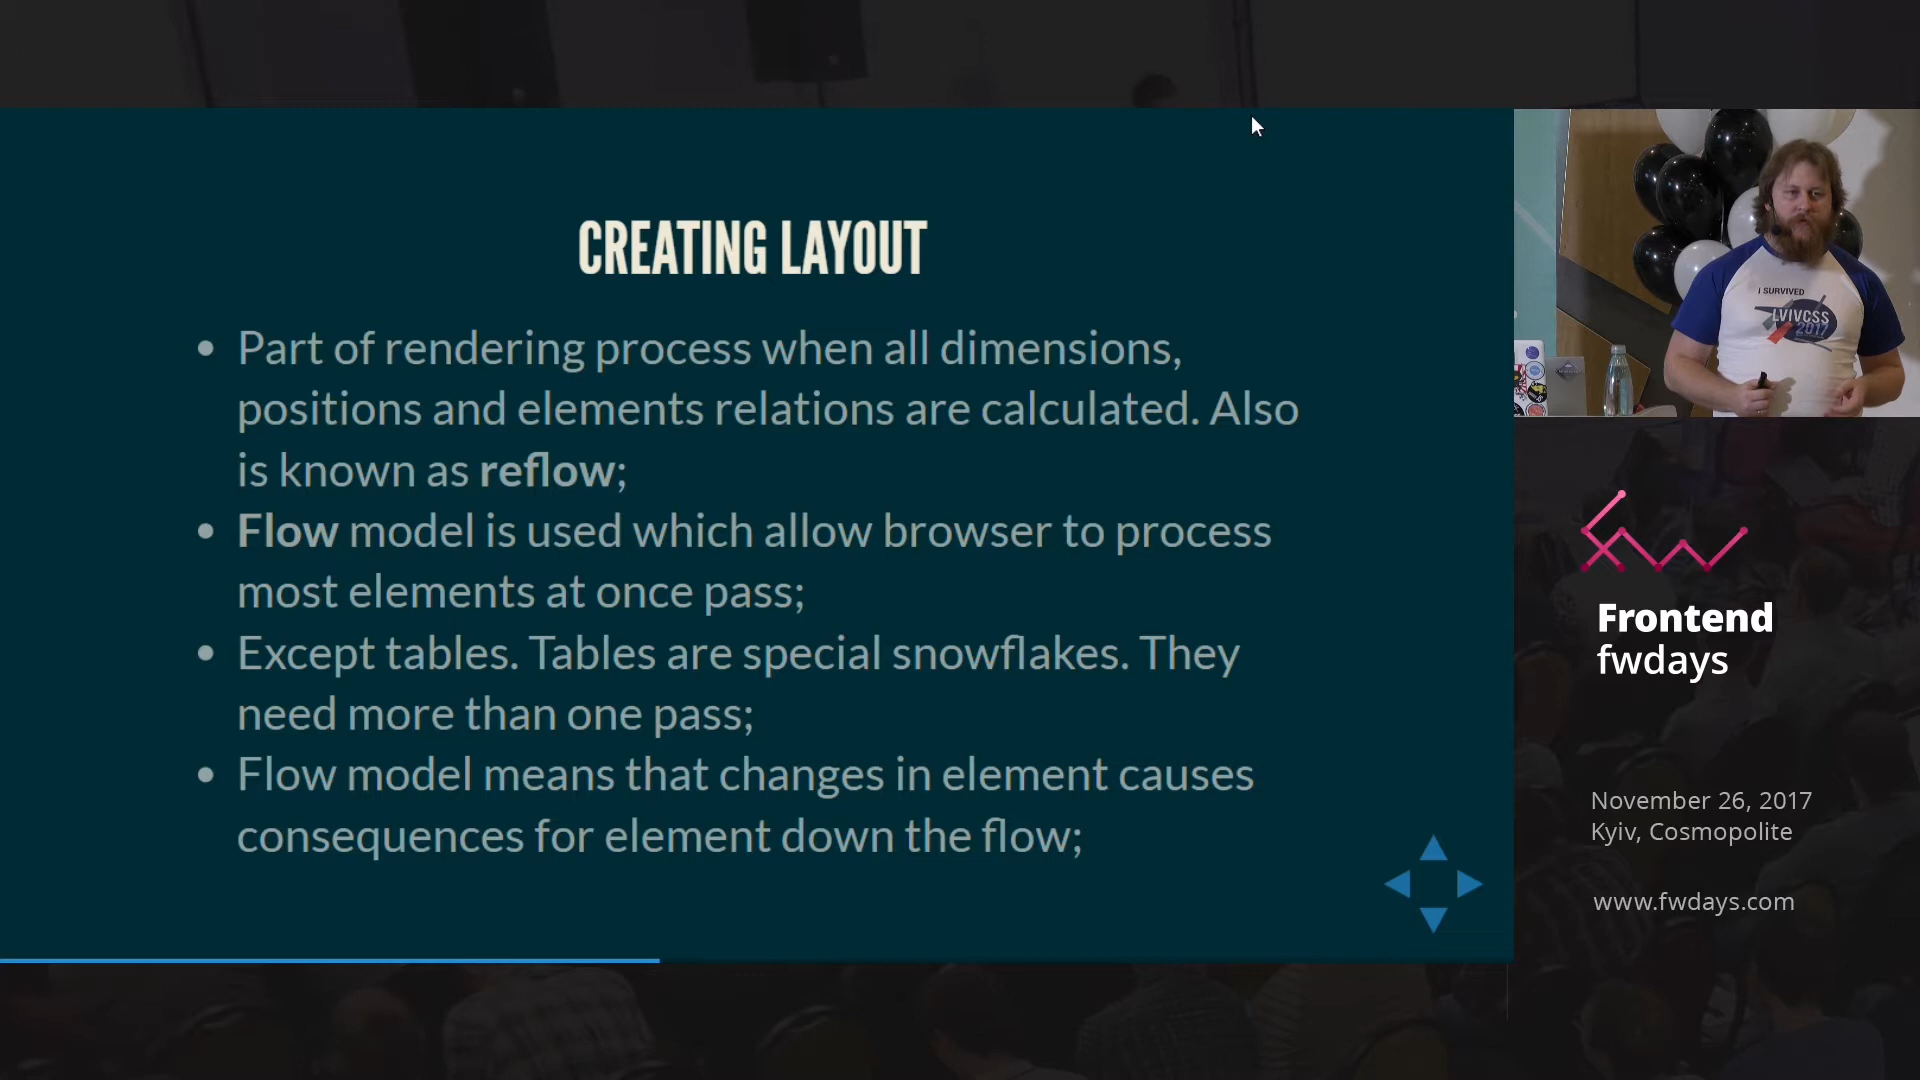 CREATING LAYOUT
Part of rendering process when all dimensions,
positions and elements relations are calculated. Also
is known as reflow;
Flow model is used which allow browser to process
most elements at once pass;
Except tables. Tables are special snowflakes. They
need more than one pass;
Flow model means that changes in element causes
consequences for element down the flow;
I SURVIVED
LVIVCSS
2017
Frontend
fwdays
November 26, 2017
Kyiv, Cosmopolite
www.fwdays.com